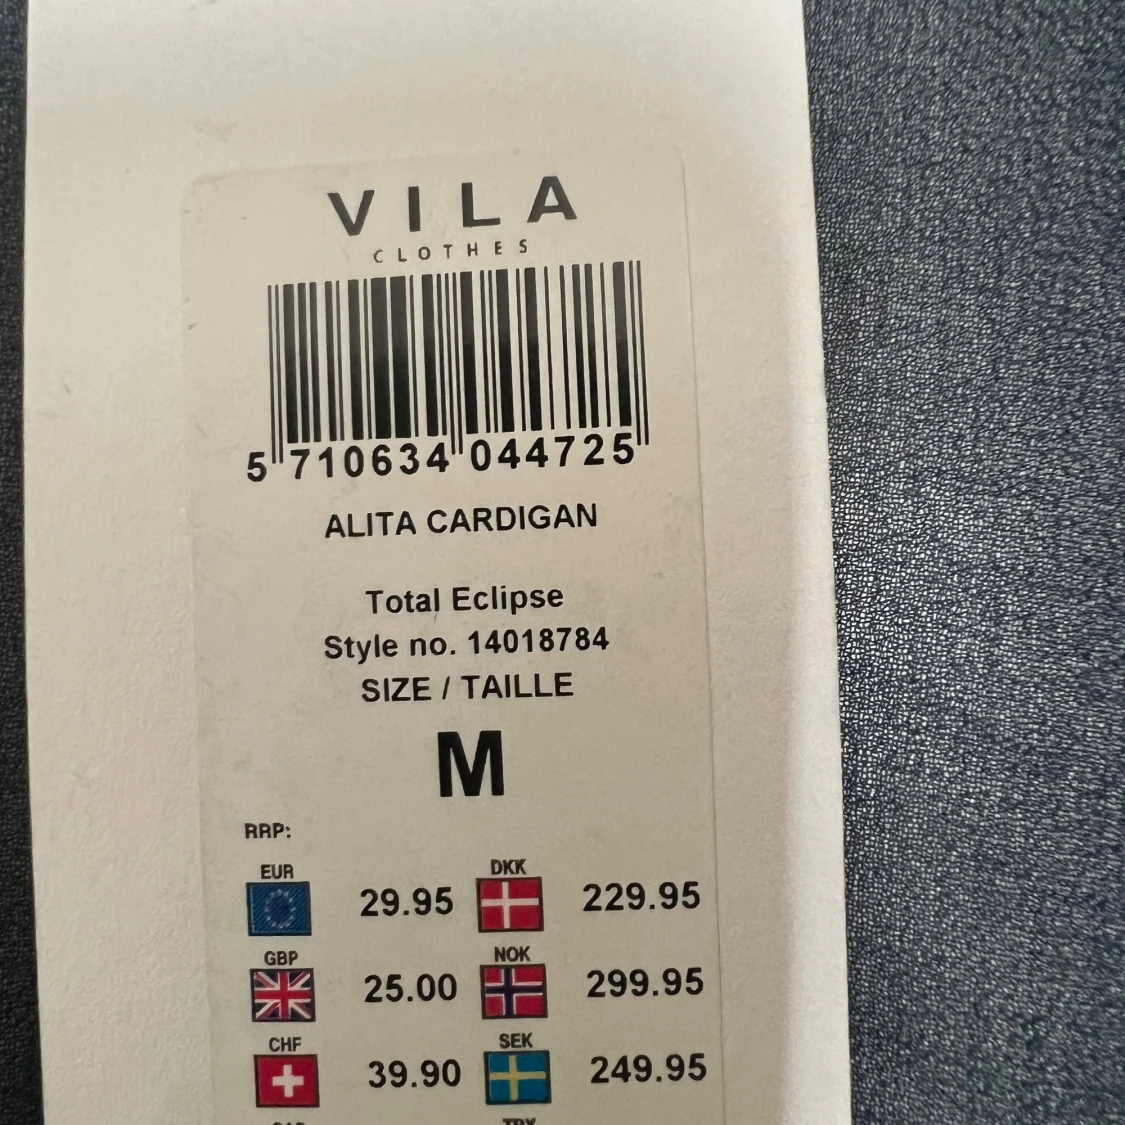 VILA
CLOTHES
5 710634 044725
ALITA CARDIGAN
Total Eclipse
Style no. 14018784
SIZE / TAILLE
M
RRP:
EUR DKK
29.95 229.95
GBP NOK
25.00 299.95
CHF SEK
39.90 249.95